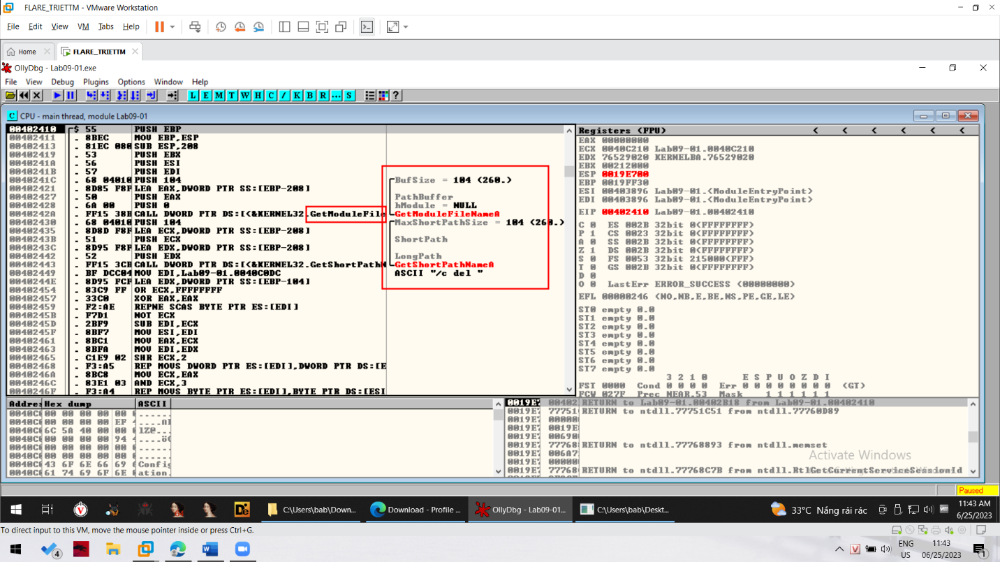 FLARE_TRIETTM - VMware Workstation
File Edit View VM Tabs Help
Home FLARE_TRIETTM
OllyDbg - Lab09-01.exe
File View Debug Plugins Options Window Help
L E M T W H C / K B R ... S ?
C CPU - main thread, module Lab09-01
00402410 $ 55 PUSH EBP
00402411 . 8BEC MOV EBP,ESP
00402413 . 81EC 080 SUB ESP,208
00402419 . 53 PUSH EBX
0040241A . 56 PUSH ESI
0040241B . 57 PUSH EDI
0040241C . 68 04010 PUSH 104 BufSize = 104 (260.)
00402421 . 8D85 F8F LEA EAX,DWORD PTR SS:[EBP-208]
00402427 . 50 PUSH EAX PathBuffer
00402428 . 6A 00 PUSH 0 hModule = NULL
0040242A . FF15 38B CALL DWORD PTR DS:[<&KERNEL32.GetModuleFile GetModuleFileNameA
00402430 . 68 04010 PUSH 104 MaxShortPathSize = 104 (260.)
00402435 . 8D8D F8F LEA ECX,DWORD PTR SS:[EBP-208]
0040243B . 51 PUSH ECX ShortPath
0040243C . 8D95 F8F LEA EDX,DWORD PTR SS:[EBP-208]
00402442 . 52 PUSH EDX LongPath
00402443 . FF15 3CB CALL DWORD PTR DS:[<&KERNEL32.GetShortPathN GetShortPathNameA
00402449 . BF DCC04 MOV EDI,Lab09-01.0040C0DC ASCII "/c del "
0040244E . 8D95 FCF LEA EDX,DWORD PTR SS:[EBP-104]
00402454 . 83C9 FF OR ECX,FFFFFFFF
00402457 . 33C0 XOR EAX,EAX
00402459 . F2:AE REPNE SCAS BYTE PTR ES:[EDI]
0040245B . F7D1 NOT ECX
0040245D . 2BF9 SUB EDI,ECX
0040245F . 8BF7 MOV ESI,EDI
00402461 . 8BC1 MOV EAX,ECX
00402463 . 8BFA MOV EDI,EDX
00402465 . C1E9 02 SHR ECX,2
00402468 . F3:A5 REP MOVS DWORD PTR ES:[EDI],DWORD PTR DS:[E
0040246A . 8BC8 MOV ECX,EAX
0040246C . 83E1 03 AND ECX,3
0040246F . F3:A4 REP MOVS BYTE PTR ES:[EDI],BYTE PTR DS:[ESI
Registers (FPU) < < < < < <
EAX 00000000
ECX 0040C210 Lab09-01.0040C210
EDX 76529020 KERNELBA.76529020
EBX 00212000
ESP 0019E700
EBP 0019FF30
ESI 00403896 Lab09-01.<ModuleEntryPoint>
EDI 00403896 Lab09-01.<ModuleEntryPoint>
EIP 00402410 Lab09-01.00402410
C 0 ES 002B 32bit 0(FFFFFFFF)
P 1 CS 0023 32bit 0(FFFFFFFF)
A 0 SS 002B 32bit 0(FFFFFFFF)
Z 1 DS 002B 32bit 0(FFFFFFFF)
S 0 FS 0053 32bit 215000(FFF)
T 0 GS 002B 32bit 0(FFFFFFFF)
D 0
O 0 LastErr ERROR_SUCCESS (00000000)
EFL 00000246 (NO,NB,E,BE,NS,PE,GE,LE)
ST0 empty 0.0
ST1 empty 0.0
ST2 empty 0.0
ST3 empty 0.0
ST4 empty 0.0
ST5 empty 0.0
ST6 empty 0.0
ST7 empty 0.0
3 2 1 0 E S P U O Z D I
FST 0000 Cond 0 0 0 0 Err 0 0 0 0 0 0 0 0 (GT)
FCW 027F Prec NEAR,53 Mask 1 1 1 1 1 1
Addres Hex dump ASCII
0040C0 00 00 00 00 00 0 ......
0040C0 00 00 00 00 EF 4
0040C0 6C 5A 40 00 00 0 lZ@...
0040C0 00 00 00 00 94 4
0040C0 00 00 00 00 00 0 ......
0040C0 00 00 00 00 00 0 ......
0040C0 43 6F 6E 66 69 6 Config
0040C0 61 74 69 6F 6E 0 ation.
0019E7 00402 RETURN to Lab09-01.00402B18 from Lab09-01.00402410
0019E7 77751 RETURN to ntdll.77751C51 from ntdll.77760D89
0019E7 00000
0019E7 0019E
0019E7 00690
0019E7 77768 RETURN to ntdll.77768893 from ntdll.memset
0019E7 006A7
0019E7 00000
0019E7 77768 RETURN to ntdll.77768C7B from ntdll.RtlGetCurrentServiceSessionId
Activate Windows
Paused
C:\Users\bab\Down... Download - Profile ... OllyDbg - Lab09-01... C:\Users\bab\Deskt...
33°C Nắng rải rác
11:43 AM
6/25/2023
To direct input to this VM, move the mouse pointer inside or press Ctrl+G.
4
ENG
US
11:43
06/25/2023
1